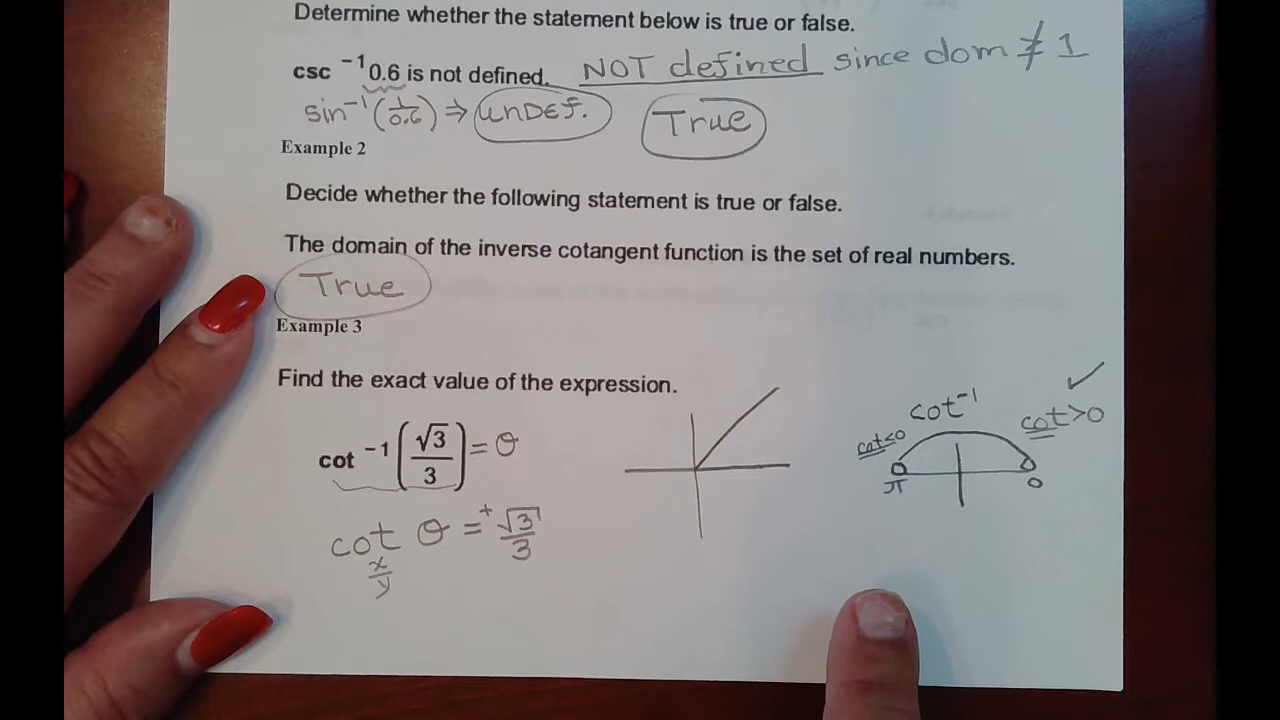 Determine whether the statement below is true or false.
csc ⁻¹0.6 is not defined. NOT defined since dom ≠ 1
sin⁻¹(1/0.6) ⇒ UNDEF. True
Example 2
Decide whether the following statement is true or false.
The domain of the inverse cotangent function is the set of real numbers.
True
Example 3
Find the exact value of the expression.
cot ⁻¹(√3/3) = θ
cot θ = +√3/3
x/y
cot⁻¹
cot<0
cot>0
π
0